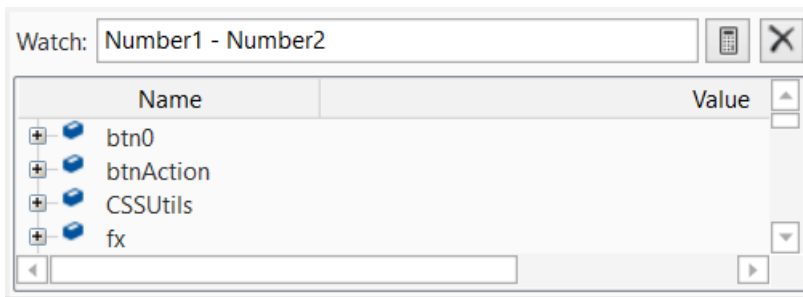 Watch: Number1 - Number2
Name Value
btn0
btnAction
CSSUtils
fx